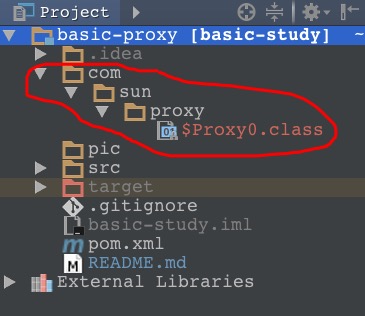 Project
basic-proxy [basic-study] ~
.idea
com
sun
proxy
$Proxy0.class
pic
src
target
.gitignore
basic-study.iml
pom.xml
README.md
External Libraries